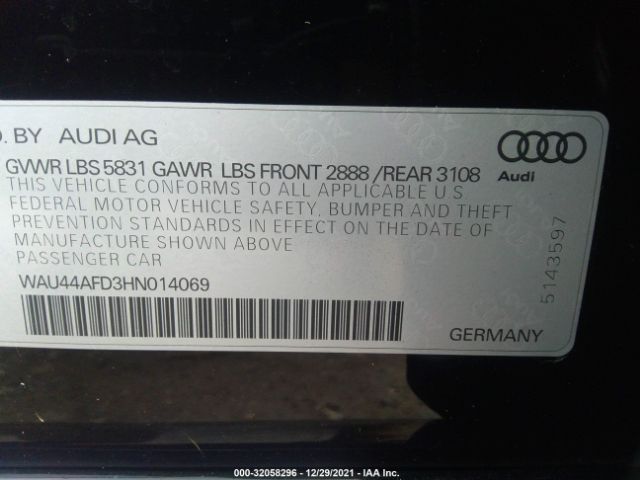 D. BY AUDI AG
GVWR LBS 5831 GAWR LBS FRONT 2888 /REAR 3108
THIS VEHICLE CONFORMS TO ALL APPLICABLE U.S
FEDERAL MOTOR VEHICLE SAFETY, BUMPER AND THEFT
PREVENTION STANDARDS IN EFFECT ON THE DATE OF
MANUFACTURE SHOWN ABOVE
PASSENGER CAR
WAU44AFD3HN014069
Audi
5143597
GERMANY
000-32058296 - 12/29/2021 - IAA Inc.